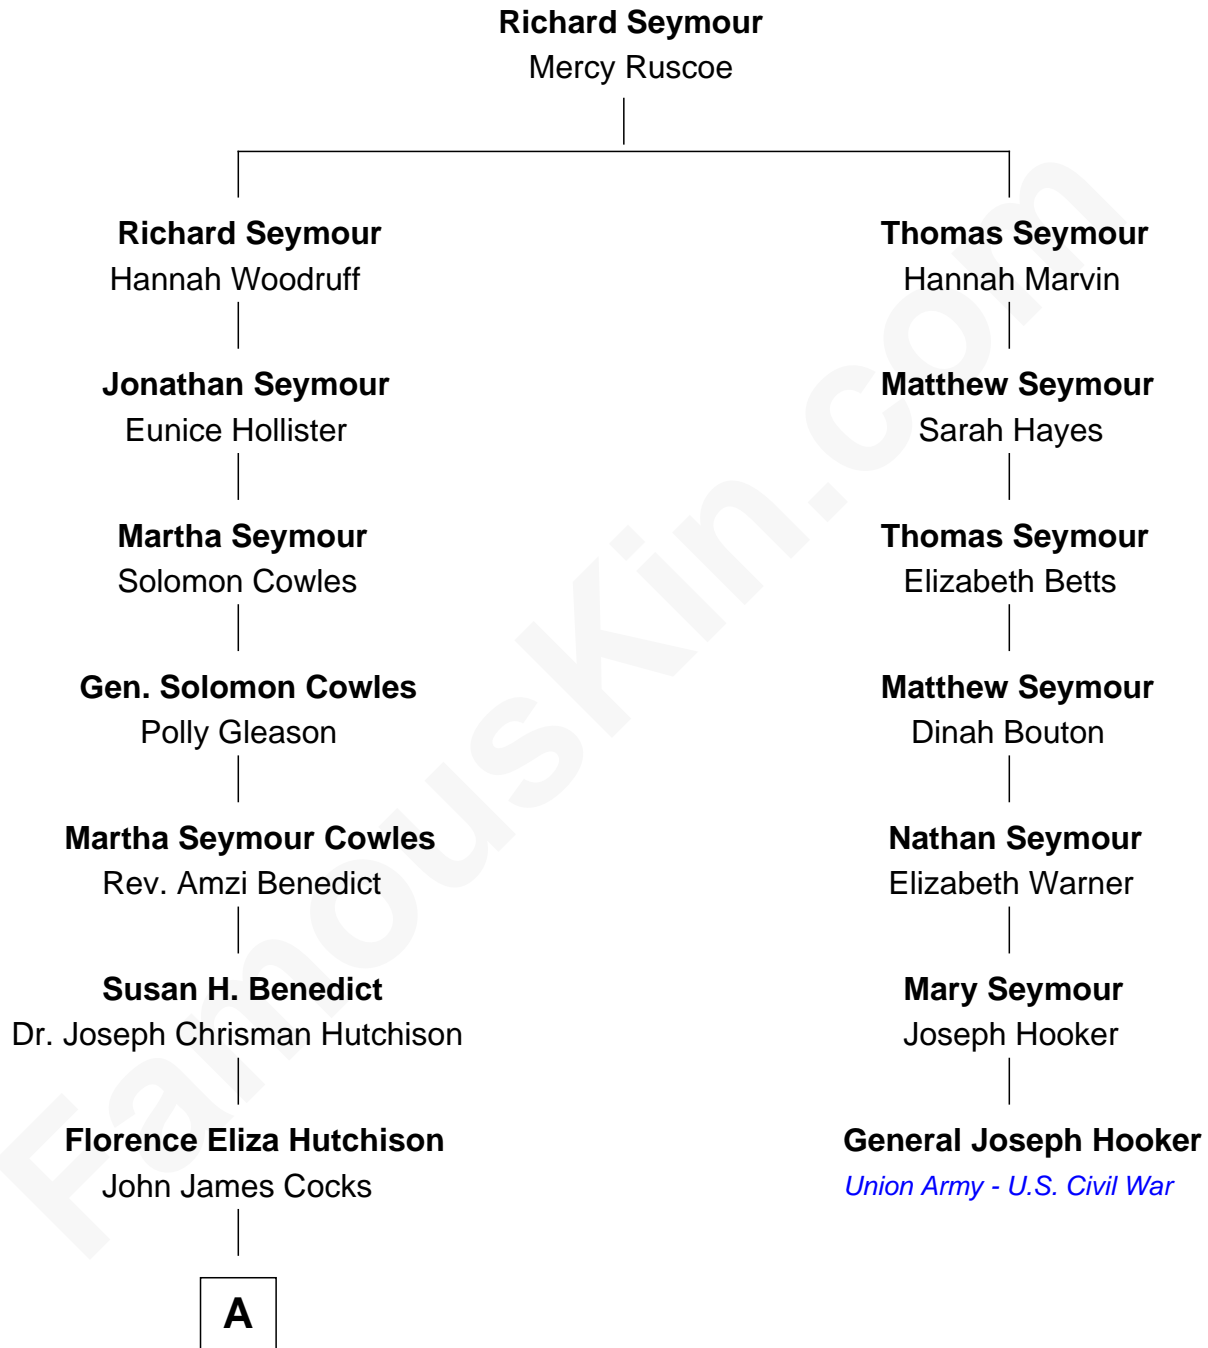 Richard Seymour
Mercy Ruscoe
Richard Seymour
Hannah Woodruff
Thomas Seymour
Hannah Marvin
Jonathan Seymour
Eunice Hollister
Matthew Seymour
Sarah Hayes
Martha Seymour
Solomon Cowles
Thomas Seymour
Elizabeth Betts
Gen. Solomon Cowles
Polly Gleason
Matthew Seymour
Dinah Bouton
Martha Seymour Cowles
Rev. Amzi Benedict
Nathan Seymour
Elizabeth Warner
Susan H. Benedict
Dr. Joseph Chrisman Hutchison
Mary Seymour
Joseph Hooker
Florence Eliza Hutchison
John James Cocks
General Joseph Hooker
Union Army - U.S. Civil War
A
FamousKin.com